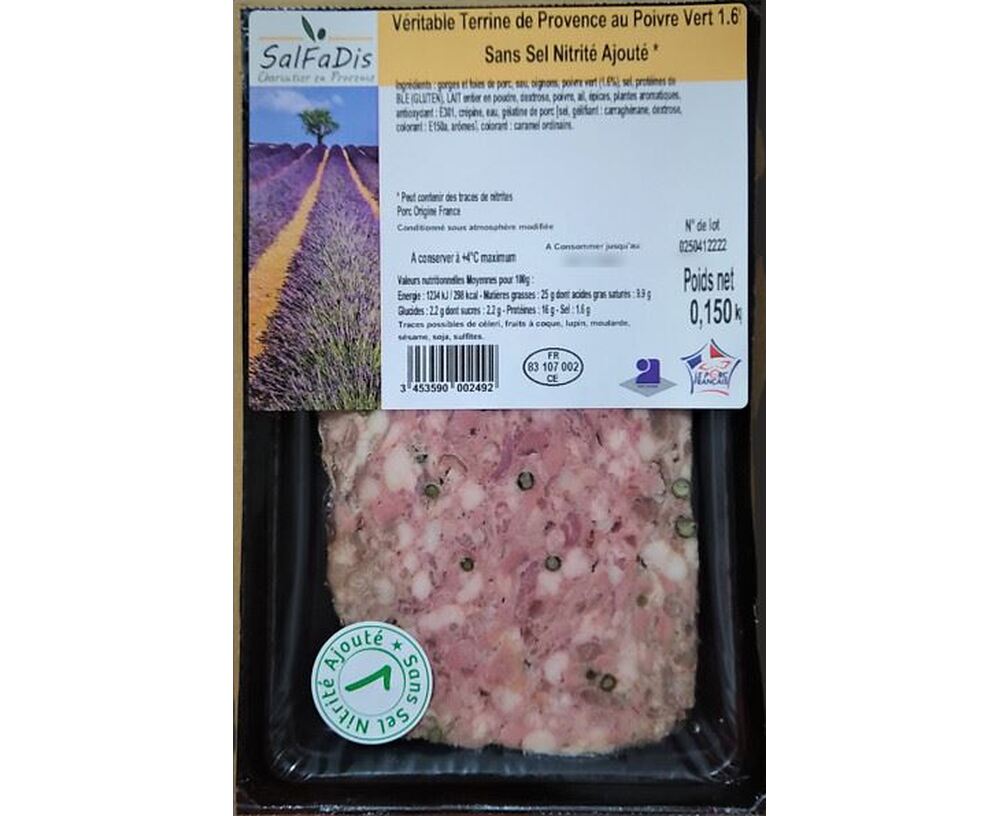 SalFaDis
Charcutier en Provence
Véritable Terrine de Provence au Poivre Vert 1.6
Sans Sel Nitrité Ajouté *
Ingrédients : gorges et foies de porc, eau, oignons, poivre vert (1.6%), sel, protéines de
BLE (GLUTEN), LAIT entier en poudre, dextrose, poivre, ail, épices, plantes aromatiques,
antioxydant : E301, crépine, eau, gélatine de porc [sel, gélifiant : carraghénane, dextrose,
colorant : E150a, arômes], colorant : caramel ordinaire.
* Peut contenir des traces de nitrites
Porc Origine France
Conditionné sous atmosphère modifiée
N° de lot
0250412222
A Consommer jusqu'au:
A conserver à +4°C maximum
Poids net
0,150 k
Valeurs nutritionnelles Moyennes pour 100g :
Energie : 1234 kJ / 298 kcal - Matières grasses : 25 g dont acides gras saturés : 9.9 g
Glucides : 2.2 g dont sucres : 2.2 g - Protéines : 16 g - Sel : 1.6 g
Traces possibles de céleri, fruits à coque, lupin, moutarde,
sésame, soja, sulfites.
3 453590 002492
FR
83 107 002
CE
LE PORC
FRANÇAIS
Sans Sel Nitrité Ajouté ★